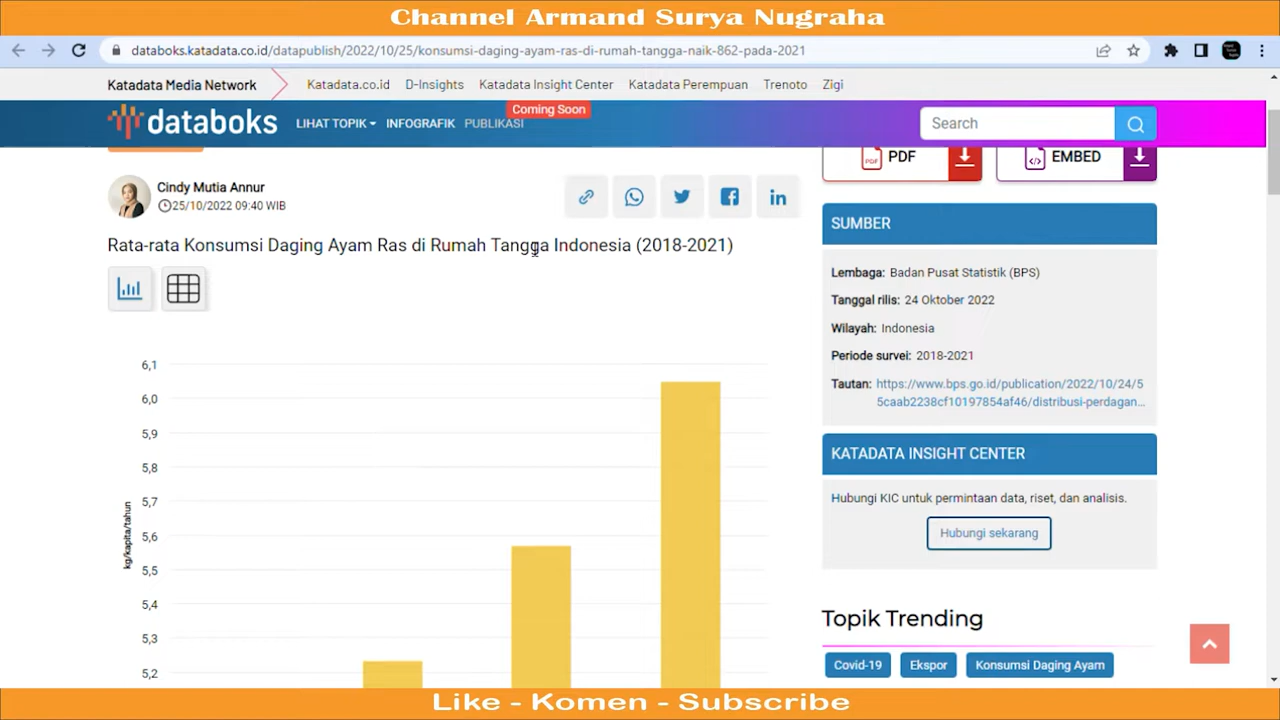 Channel Armand Surya Nugraha
databoks.katadata.co.id/datapublish/2022/10/25/konsumsi-daging-ayam-ras-di-rumah-tangga-naik-862-pada-2021
Katadata Media Network
Katadata.co.id D-Insights Katadata Insight Center Katadata Perempuan Trenoto Zigi
Coming Soon
databoks LIHAT TOPIK INFOGRAFIK PUBLIKASI Search
PDF EMBED
Cindy Mutia Annur
25/10/2022 09:40 WIB
Rata-rata Konsumsi Daging Ayam Ras di Rumah Tangga Indonesia (2018-2021)
6,1
6,0
5,9
5,8
5,7
5,6
5,5
5,4
5,3
5,2
kg/kapita/tahun
SUMBER
Lembaga: Badan Pusat Statistik (BPS)
Tanggal rilis: 24 Oktober 2022
Wilayah: Indonesia
Periode survei: 2018-2021
Tautan: https://www.bps.go.id/publication/2022/10/24/5
5caab2238cf10197854af46/distribusi-perdagan...
KATADATA INSIGHT CENTER
Hubungi KIC untuk permintaan data, riset, dan analisis.
Hubungi sekarang
Topik Trending
Covid-19 Ekspor Konsumsi Daging Ayam
Like - Komen - Subscribe